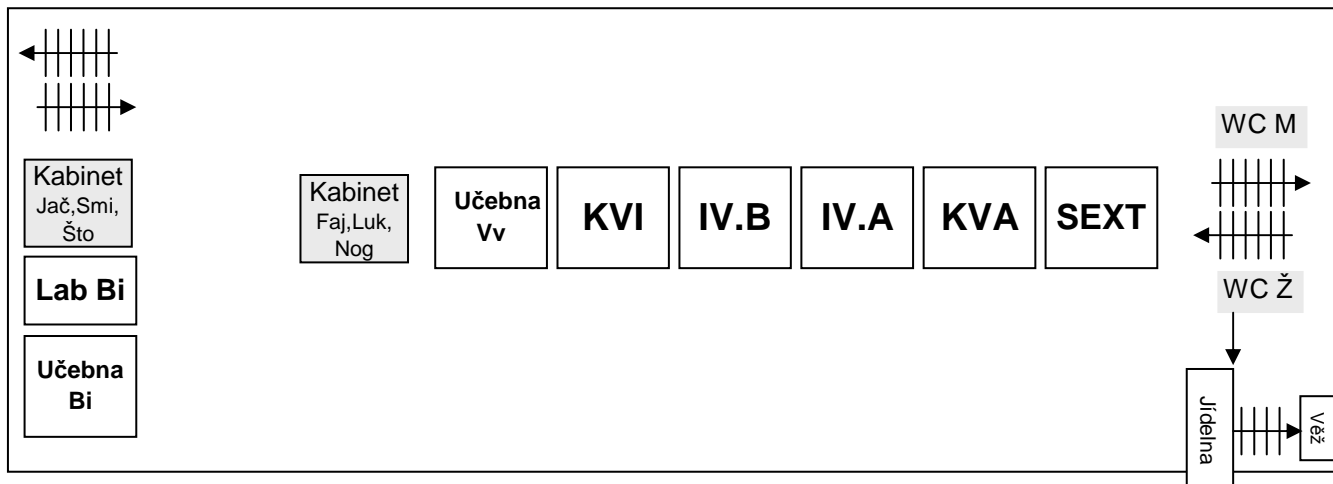 WC M
Kabinet
Jač,Smi,
Što
Kabinet
Faj,Luk,
Nog
Učebna
Vv
KVI
IV.B
IV.A
KVA
SEXT
WC Ž
Lab Bi
Učebna
Bi
Jídelna
Věž